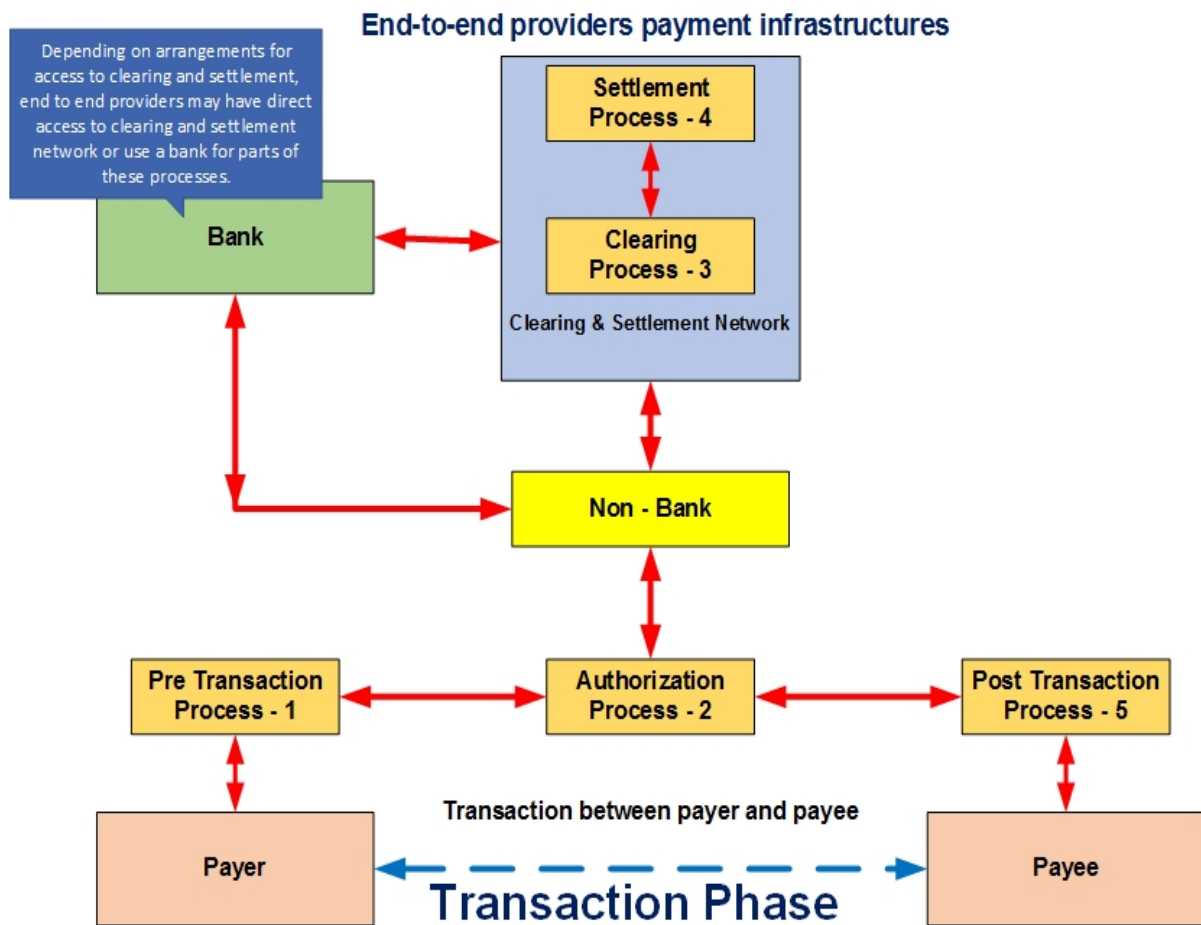 End-to-end providers payment infrastructures
Depending on arrangements for
access to clearing and settlement,
end to end providers may have direct
access to clearing and settlement
network or use a bank for parts of
these processes.
Settlement
Process - 4
Bank
Clearing
Process - 3
Clearing & Settlement Network
Non - Bank
Pre Transaction
Process - 1
Authorization
Process - 2
Post Transaction
Process - 5
Transaction between payer and payee
Payer
Payee
Transaction Phase